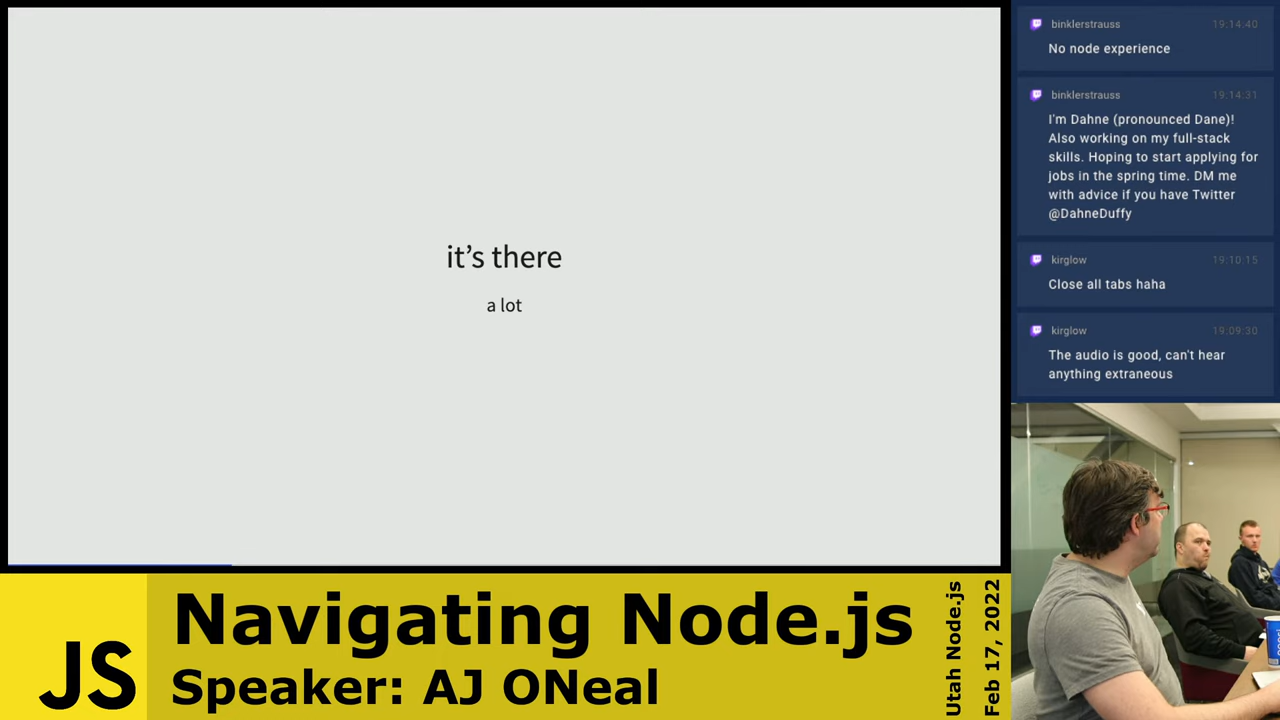 it’s there
a lot
binklerstrauss 19:14:40
No node experience
binklerstrauss 19:14:31
I'm Dahne (pronounced Dane)!
Also working on my full-stack
skills. Hoping to start applying for
jobs in the spring time. DM me
with advice if you have Twitter
@DahneDuffy
kirglow 19:10:15
Close all tabs haha
kirglow 19:09:30
The audio is good, can't hear
anything extraneous
JS
Navigating Node.js
Speaker: AJ ONeal
Utah Node.js
Feb 17, 2022